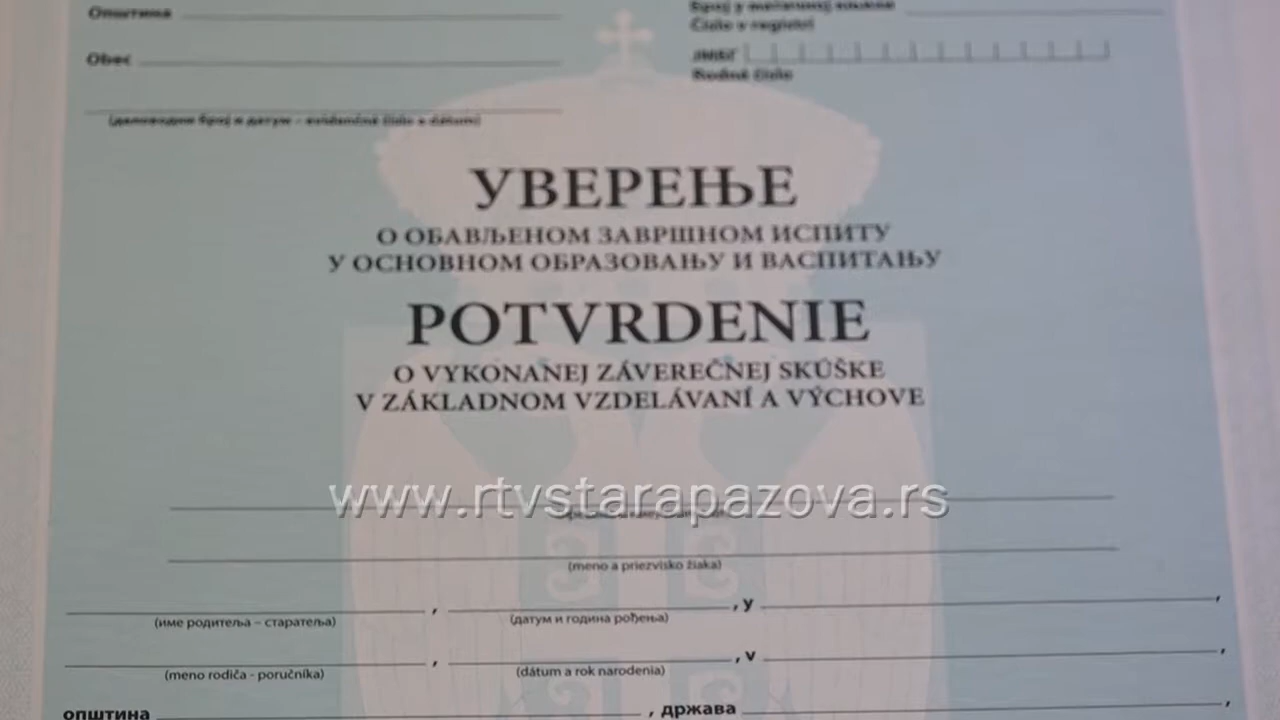 Општина
Број у матичној књизи
Číslo v registri
Обец
ЈМБГ
Rodné číslo
(деловодни број и датум - evidenčné číslo a dátum)
УВЕРЕЊЕ
О ОБАВЉЕНОМ ЗАВРШНОМ ИСПИТУ
У ОСНОВНОМ ОБРАЗОВАЊУ И ВАСПИТАЊУ
POTVRDENIE
O VYKONANEJ ZÁVEREČNEJ SKÚŠKE
V ZÁKLADNOM VZDELÁVANÍ A VÝCHOVE
www.rtvstarapazova.rs
(meno a priezvisko žiaka)
, , у ,
(име родитеља – старатеља) (датум и година рођења)
, , v ,
(meno rodiča - poručníka) (dátum a rok narodenia)
општина , држава ,